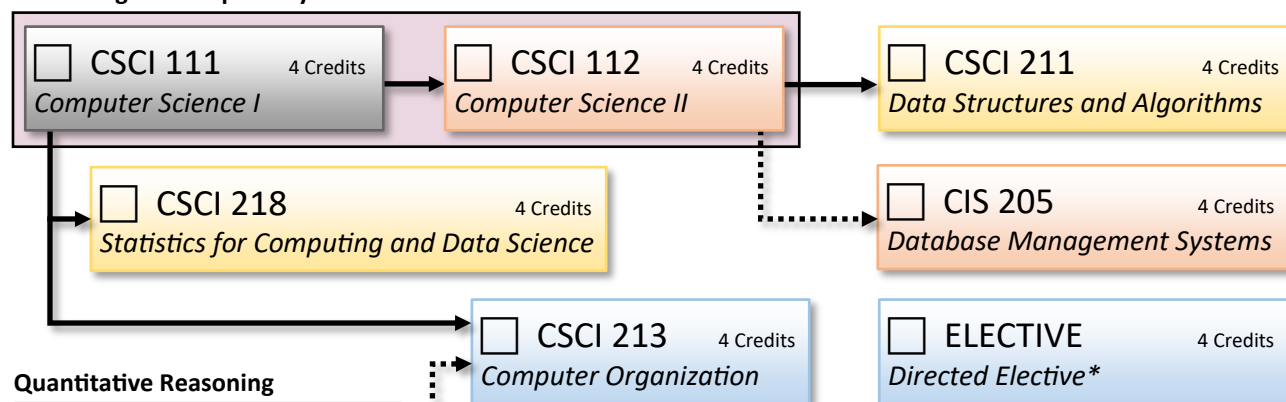 CSCI 111 4 Credits
Computer Science I
CSCI 112 4 Credits
Computer Science II
CSCI 211 4 Credits
Data Structures and Algorithms
CSCI 218 4 Credits
Statistics for Computing and Data Science
CIS 205 4 Credits
Database Management Systems
CSCI 213 4 Credits
Computer Organization
ELECTIVE 4 Credits
Directed Elective*
Quantitative Reasoning